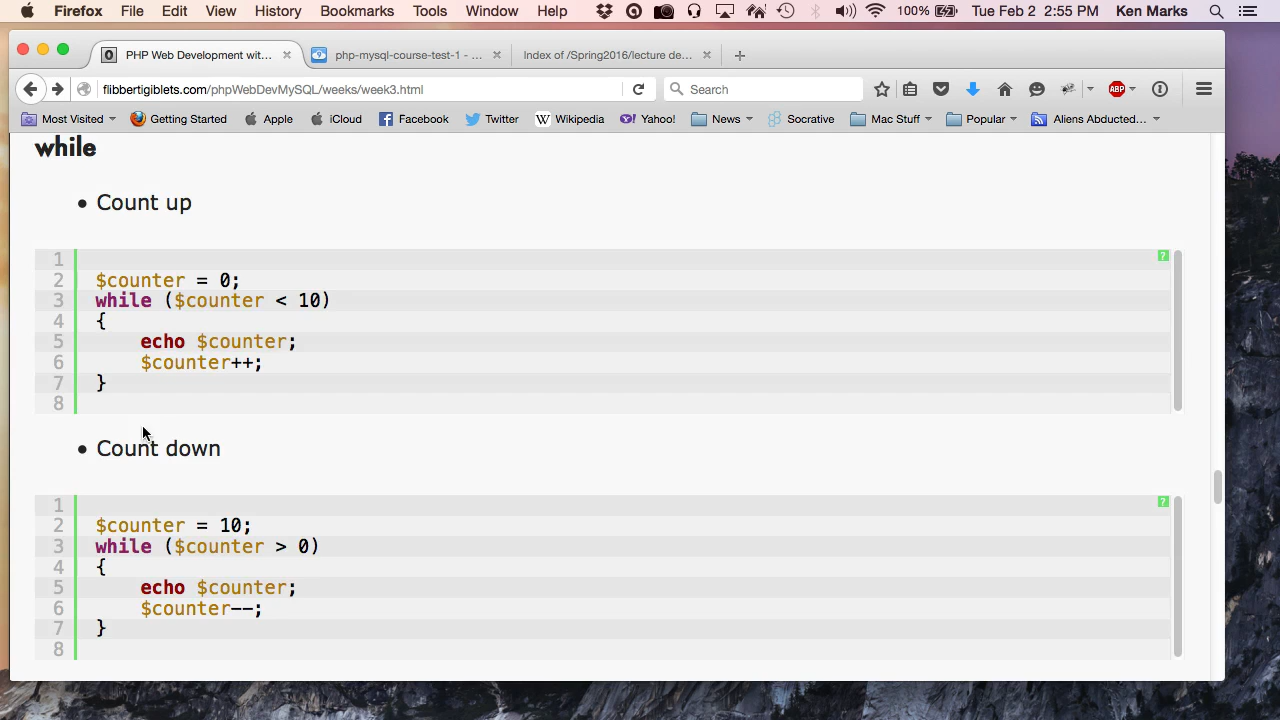 Firefox File Edit View History Bookmarks Tools Window Help 100% Tue Feb 2 2:55 PM Ken Marks
PHP Web Development wit... php-mysql-course-test-1 - ... Index of /Spring2016/lecture de...
flibbertigiblets.com/phpWebDevMySQL/weeks/week3.html Search ABP
Most Visited Getting Started Apple iCloud Facebook Twitter Wikipedia Yahoo! News Socrative Mac Stuff Popular Aliens Abducted...
while
• Count up
1 ?
2 $counter = 0;
3 while ($counter < 10)
4 {
5 echo $counter;
6 $counter++;
7 }
8
• Count down
1 ?
2 $counter = 10;
3 while ($counter > 0)
4 {
5 echo $counter;
6 $counter--;
7 }
8